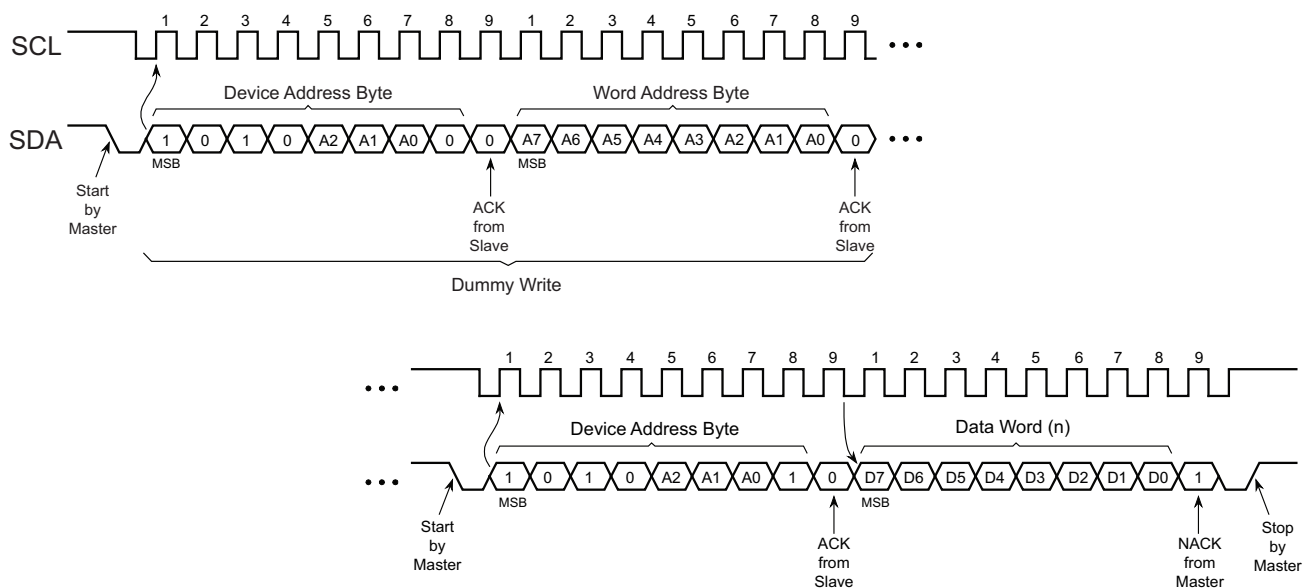 1 2 3 4 5 6 7 8 9 1 2 3 4 5 6 7 8 9
SCL
Device Address Byte Word Address Byte
SDA 1 0 1 0 A2 A1 A0 0 0 A7 A6 A5 A4 A3 A2 A1 A0 0
MSB MSB
Start
by
Master
ACK
from
Slave
ACK
from
Slave
Dummy Write
1 2 3 4 5 6 7 8 9 1 2 3 4 5 6 7 8 9
Device Address Byte Data Word (n)
1 0 1 0 A2 A1 A0 1 0 D7 D6 D5 D4 D3 D2 D1 D0 1
MSB MSB
Start
by
Master
ACK
from
Slave
NACK
from
Master
Stop
by
Master